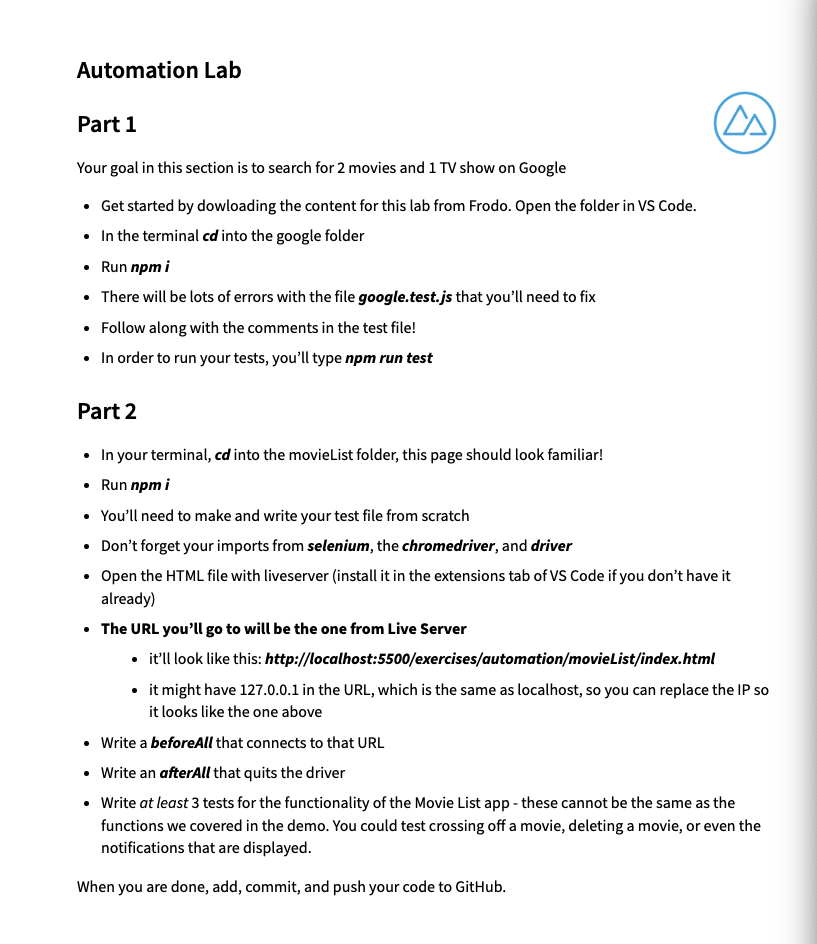 Automation Lab
Part 1
Your goal in this section is to search for 2 movies and 1 TV show on Google
• Get started by dowloading the content for this lab from Frodo. Open the folder in VS Code.
• In the terminal cd into the google folder
• Run npm i
• There will be lots of errors with the file google.test.js that you’ll need to fix
• Follow along with the comments in the test file!
• In order to run your tests, you’ll type npm run test
Part 2
• In your terminal, cd into the movieList folder, this page should look familiar!
• Run npm i
• You’ll need to make and write your test file from scratch
• Don’t forget your imports from selenium, the chromedriver, and driver
• Open the HTML file with liveserver (install it in the extensions tab of VS Code if you don’t have it
already)
• The URL you’ll go to will be the one from Live Server
• it’ll look like this: http://localhost:5500/exercises/automation/movieList/index.html
• it might have 127.0.0.1 in the URL, which is the same as localhost, so you can replace the IP so
it looks like the one above
• Write a beforeAll that connects to that URL
• Write an afterAll that quits the driver
• Write at least 3 tests for the functionality of the Movie List app - these cannot be the same as the
functions we covered in the demo. You could test crossing off a movie, deleting a movie, or even the
notifications that are displayed.
When you are done, add, commit, and push your code to GitHub.